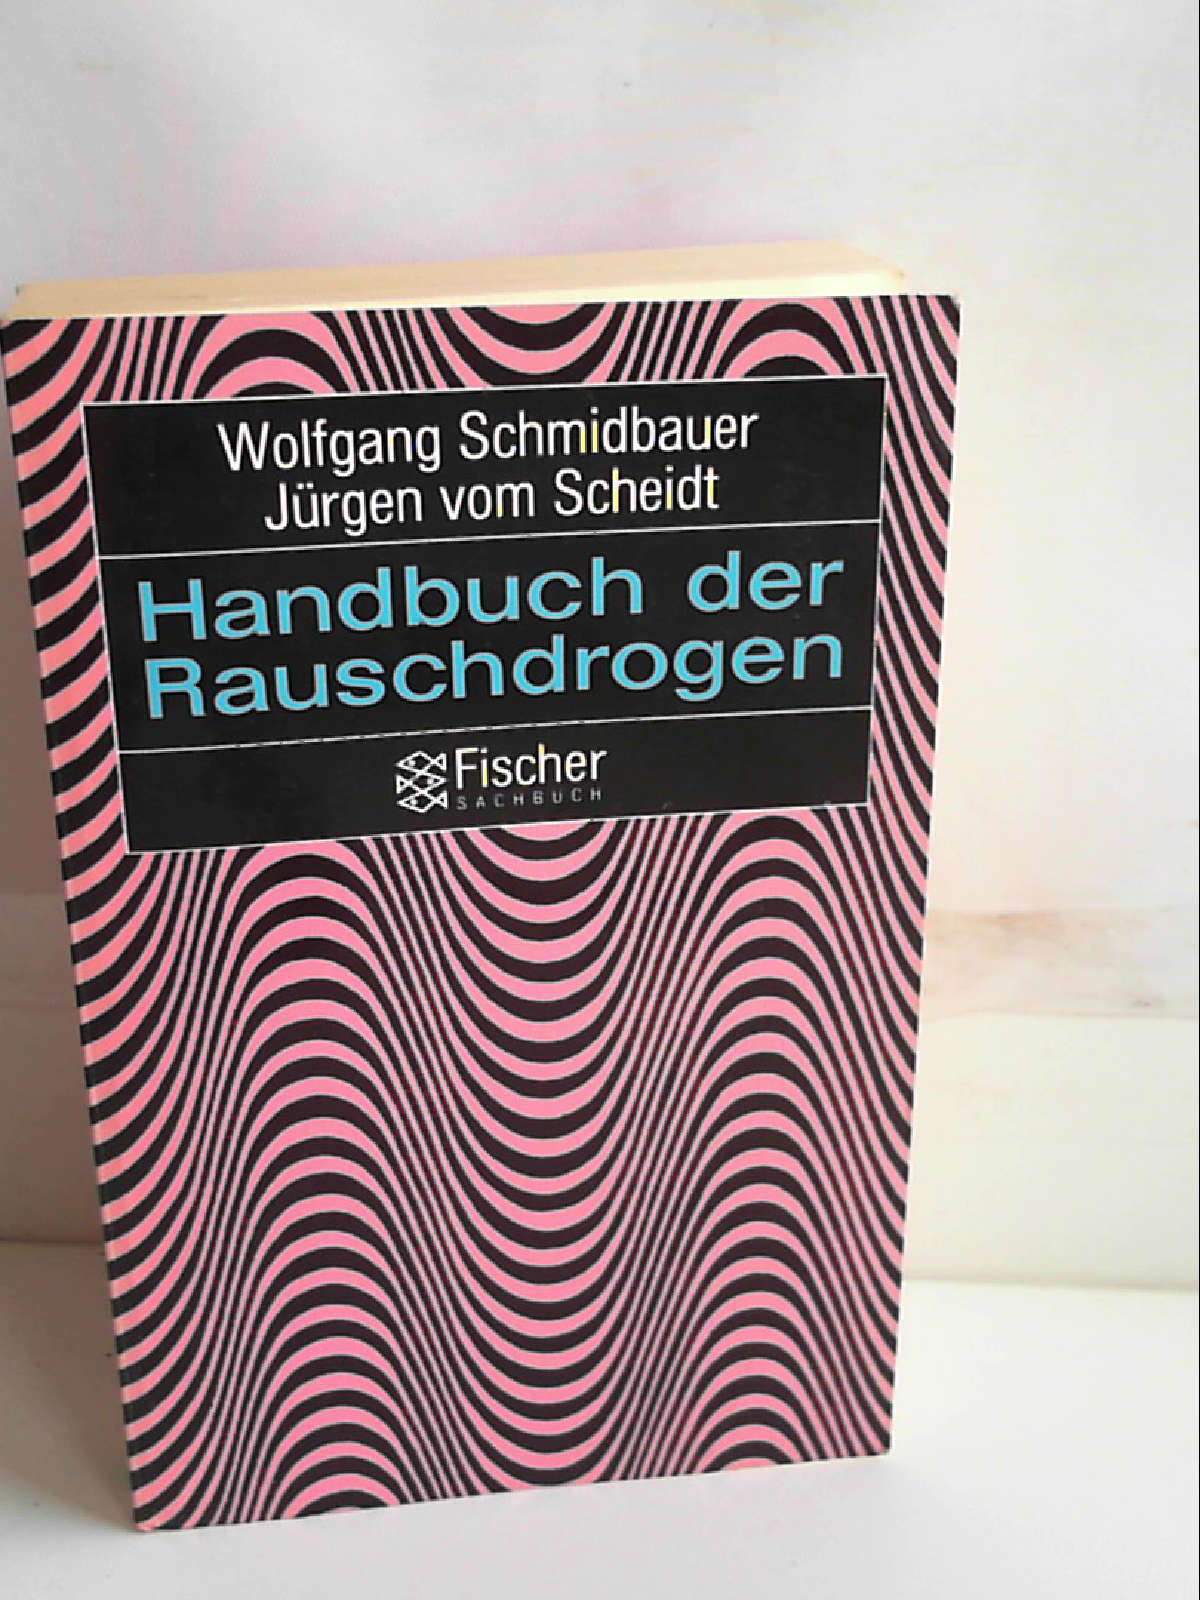 Wolfgang Schmidbauer
Jürgen vom Scheidt
Handbuch der
Rauschdrogen
Fischer
SACHBUCH